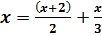 x = (x+2)/2 + x/3